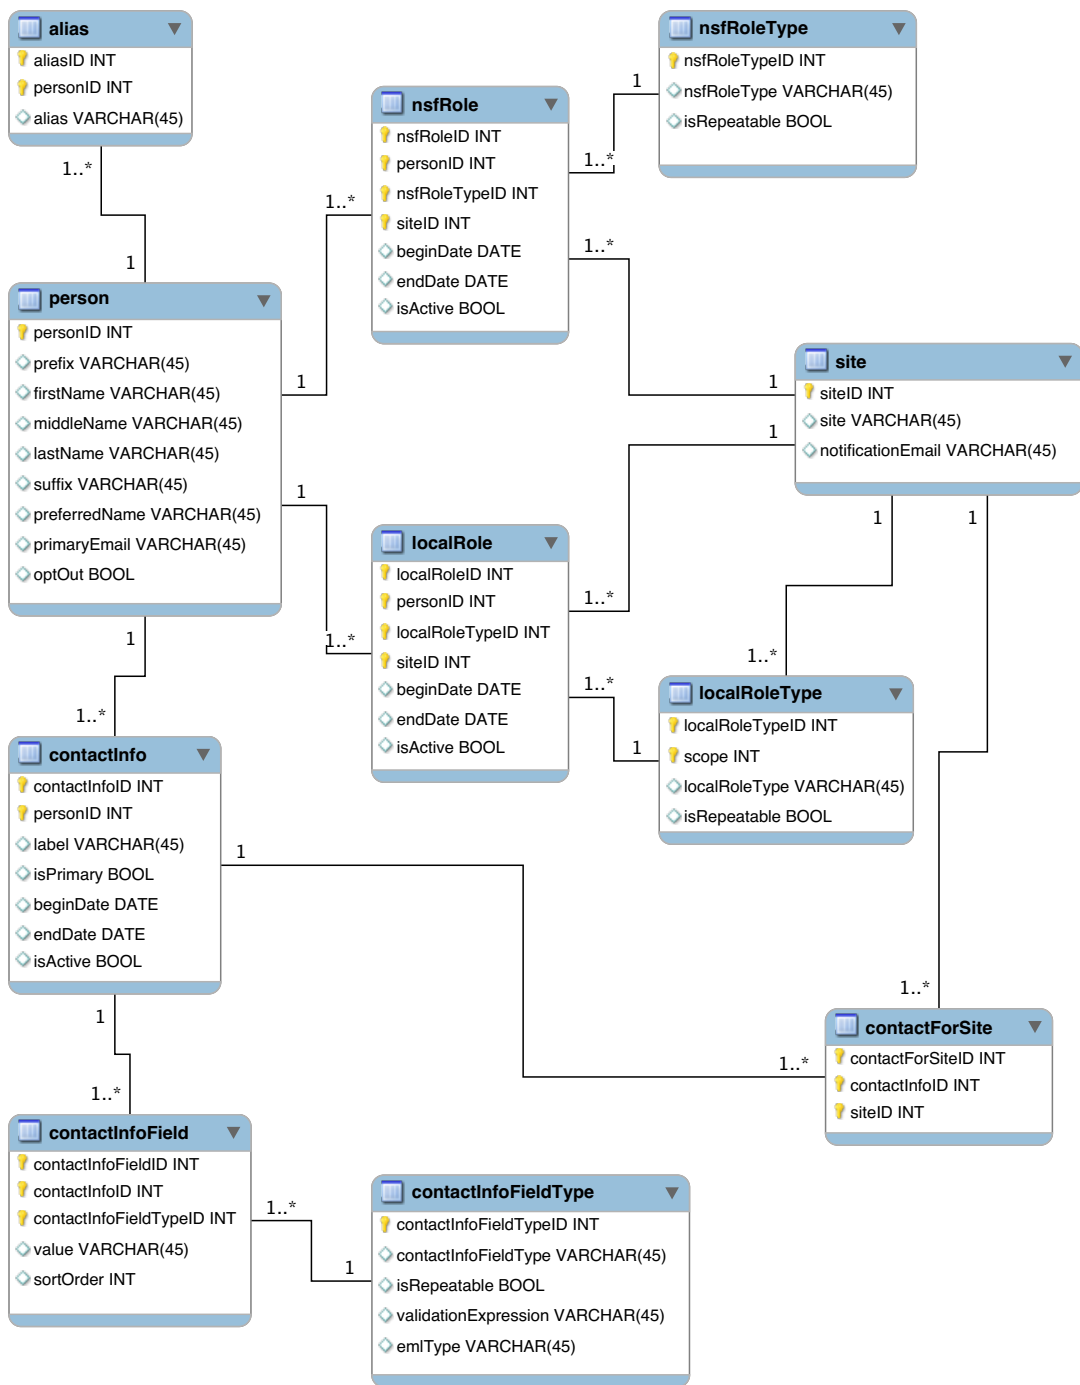 alias
aliasID INT
personID INT
alias VARCHAR(45)
1..*
1
nsfRoleType
nsfRoleTypeID INT
nsfRoleType VARCHAR(45)
isRepeatable BOOL
1
1..*
nsfRole
nsfRoleID INT
personID INT
nsfRoleTypeID INT
siteID INT
beginDate DATE
endDate DATE
isActive BOOL
1..*
1..*
person
personID INT
prefix VARCHAR(45)
firstName VARCHAR(45)
middleName VARCHAR(45)
lastName VARCHAR(45)
suffix VARCHAR(45)
preferredName VARCHAR(45)
primaryEmail VARCHAR(45)
optOut BOOL
1
1
1
site
siteID INT
site VARCHAR(45)
notificationEmail VARCHAR(45)
1
1
1
1
localRole
localRoleID INT
personID INT
localRoleTypeID INT
siteID INT
beginDate DATE
endDate DATE
isActive BOOL
1..*
1..*
1..*
1
1..*
localRoleType
localRoleTypeID INT
scope INT
localRoleType VARCHAR(45)
isRepeatable BOOL
1..*
contactInfo
contactInfoID INT
personID INT
label VARCHAR(45)
isPrimary BOOL
beginDate DATE
endDate DATE
isActive BOOL
1
1
1..*
1..*
contactForSite
contactForSiteID INT
contactInfoID INT
siteID INT
1..*
contactInfoField
contactInfoFieldID INT
contactInfoID INT
contactInfoFieldTypeID INT
value VARCHAR(45)
sortOrder INT
1..*
1
contactInfoFieldType
contactInfoFieldTypeID INT
contactInfoFieldType VARCHAR(45)
isRepeatable BOOL
validationExpression VARCHAR(45)
emlType VARCHAR(45)